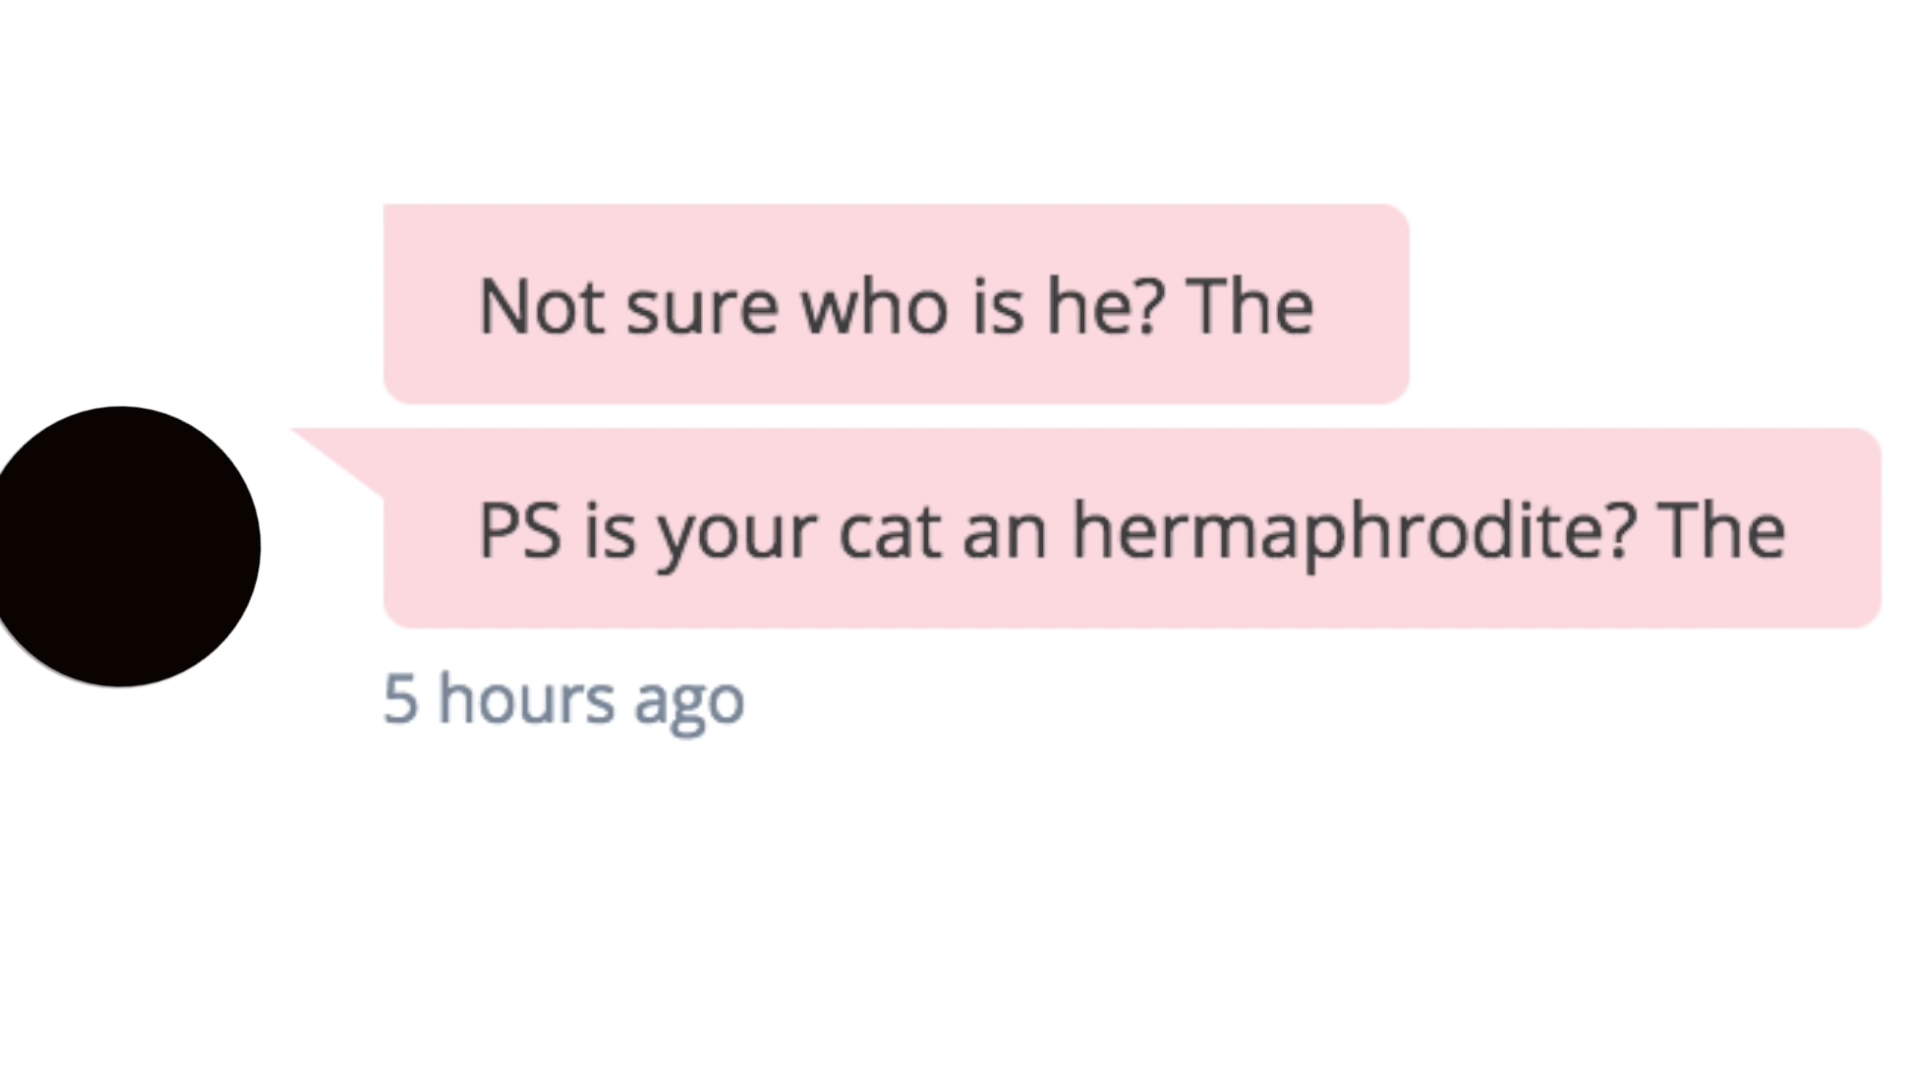 Not sure who is he? The
PS is your cat an hermaphrodite? The
5 hours ago